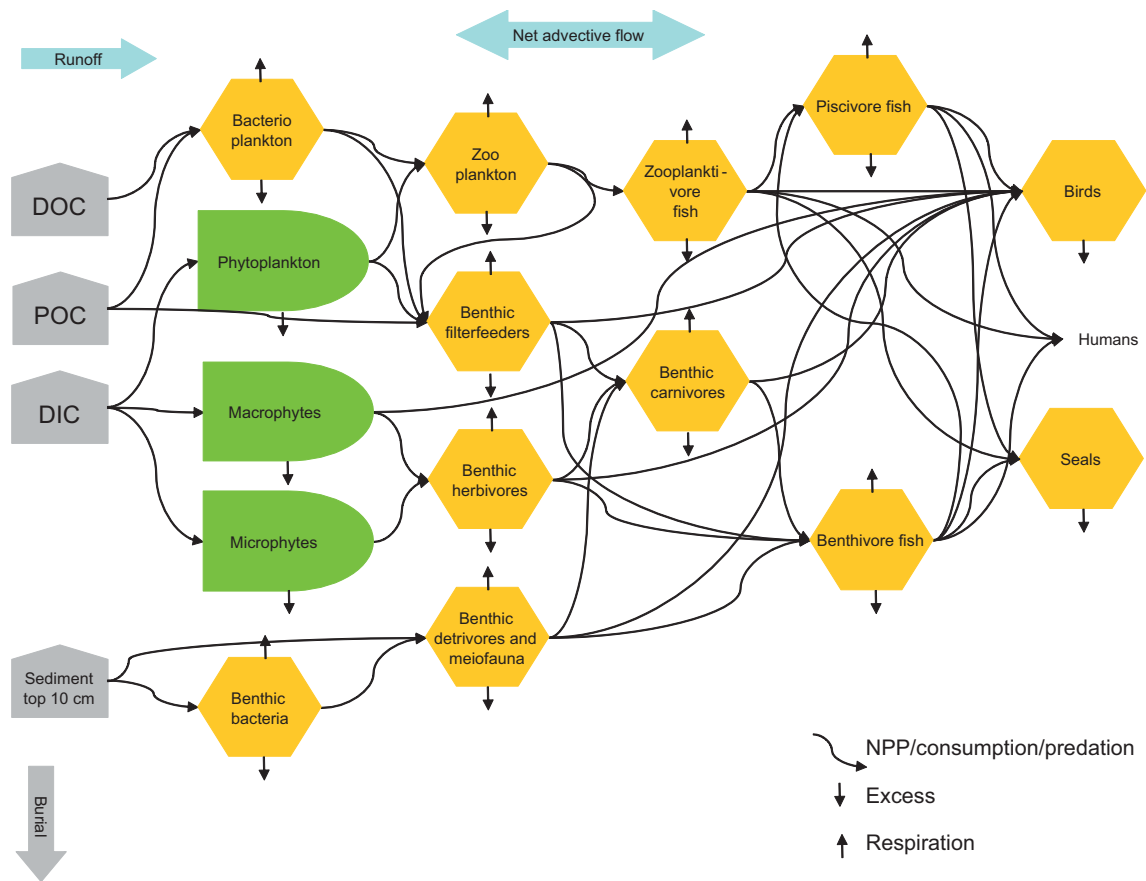 Runoff
Net advective flow
Bacterio
plankton
Zoo
plankton
Zooplankti -
vore
fish
Piscivore fish
Birds
DOC
Phytoplankton
POC
Benthic
filterfeeders
Humans
DIC
Macrophytes
Benthic
carnivores
Benthic
herbivores
Seals
Microphytes
Benthivore fish
Benthic
detrivores and
meiofauna
Sediment
top 10 cm
Benthic
bacteria
Burial
NPP/consumption/predation
Excess
Respiration